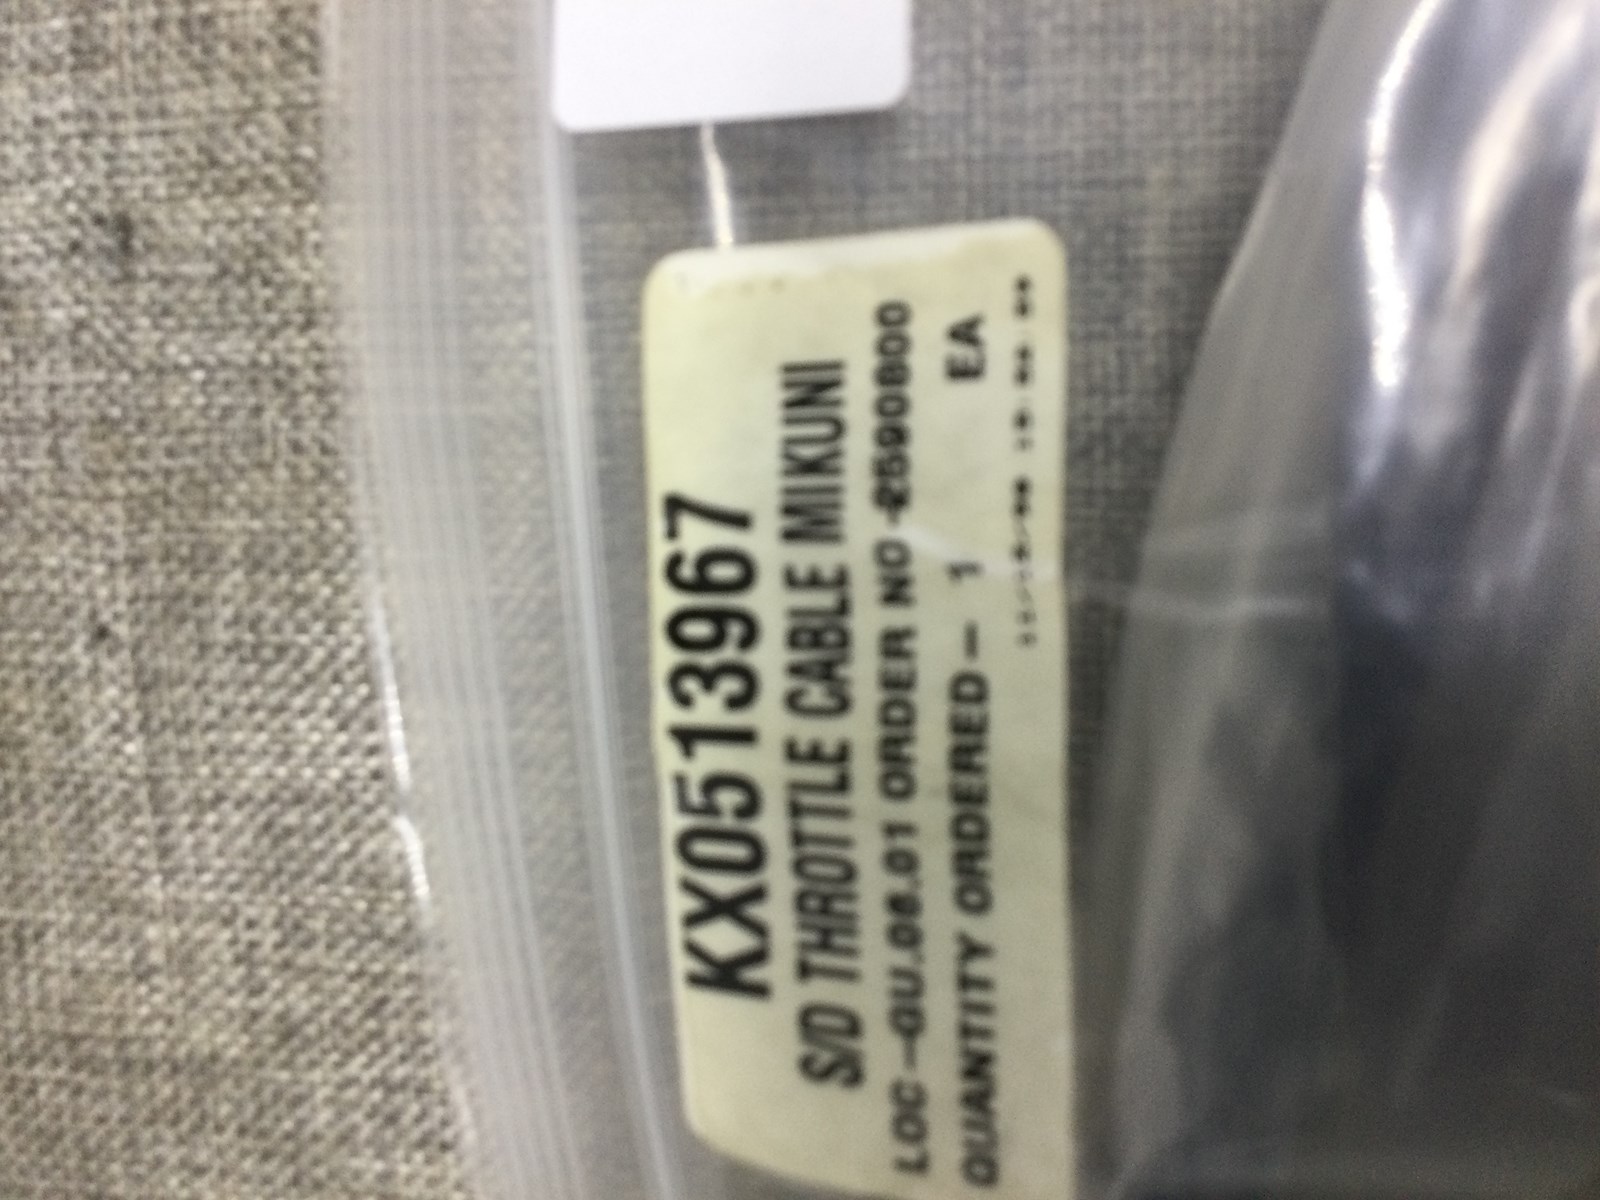 KX0513967
S/D THROTTLE CABLE MIKUNI
LOC-GU.08.01 ORDER NO-2590800
QUANTITY ORDERED- 1 EA